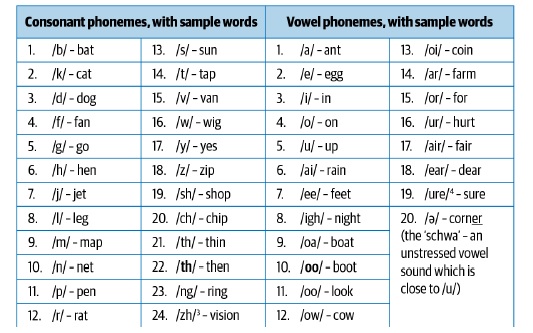 Consonant phonemes, with sample words Vowel phonemes, with sample words
1. /b/ – bat 13. /s/ – sun 1. /a/ – ant 13. /oi/ – coin
2. /k/ – cat 14. /t/ – tap 2. /e/ – egg 14. /ar/ – farm
3. /d/ – dog 15. /v/ – van 3. /i/ – in 15. /or/ – for
4. /f/ – fan 16. /w/ – wig 4. /o/ – on 16. /ur/ – hurt
5. /g/ – go 17. /y/ – yes 5. /u/ – up 17. /air/ – fair
6. /h/ – hen 18. /z/ – zip 6. /ai/ – rain 18. /ear/ – dear
7. /j/ – jet 19. /sh/ – shop 7. /ee/ – feet 19. /ure/⁴ – sure
8. /l/ – leg 20. /ch/ – chip 8. /igh/ – night 20. /ə/ – corner
9. /m/ – map 21. /th/ – thin 9. /oa/ – boat (the ‘schwa’ – an
10. /n/ – net 22. /th/ – then 10. /oo/ – boot unstressed vowel
11. /p/ – pen 23. /ng/ – ring 11. /oo/ – look sound which is
12. /r/ – rat 24. /zh/³ – vision 12. /ow/ – cow close to /u/)